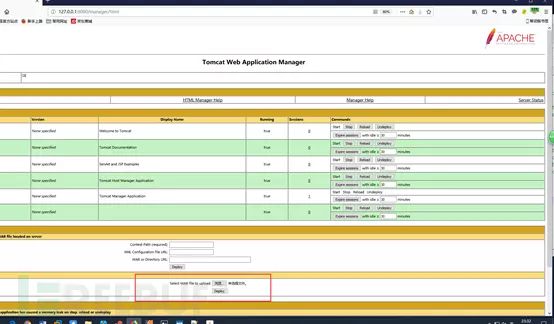 127.0.0.1:8080/manager/html
80%
APACHE
Tomcat Web Application Manager
OK
HTML Manager Help
Manager Help
Server Status
Version
Display Name
Running
Sessions
Commands
None specified
Welcome to Tomcat
true
0
Start Stop Reload Undeploy
Expire sessions with idle ≥ 30 minutes
None specified
Tomcat Documentation
true
0
Start Stop Reload Undeploy
Expire sessions with idle ≥ 30 minutes
None specified
Servlet and JSP Examples
true
0
Start Stop Reload Undeploy
Expire sessions with idle ≥ 30 minutes
None specified
Tomcat Host Manager Application
true
0
Start Stop Reload Undeploy
Expire sessions with idle ≥ 30 minutes
None specified
Tomcat Manager Application
true
1
Start Stop Reload Undeploy
Expire sessions with idle ≥ 30 minutes
None specified
true
0
Start Stop Reload Undeploy
Expire sessions with idle ≥ 30 minutes
WAR file located on server
Context Path (required):
XML Configuration file URL:
WAR or Directory URL:
Deploy
Select WAR file to upload
浏览...
未选择文件。
Deploy
FREEBUF
application has caused a memory leak on stop, reload or undeploy